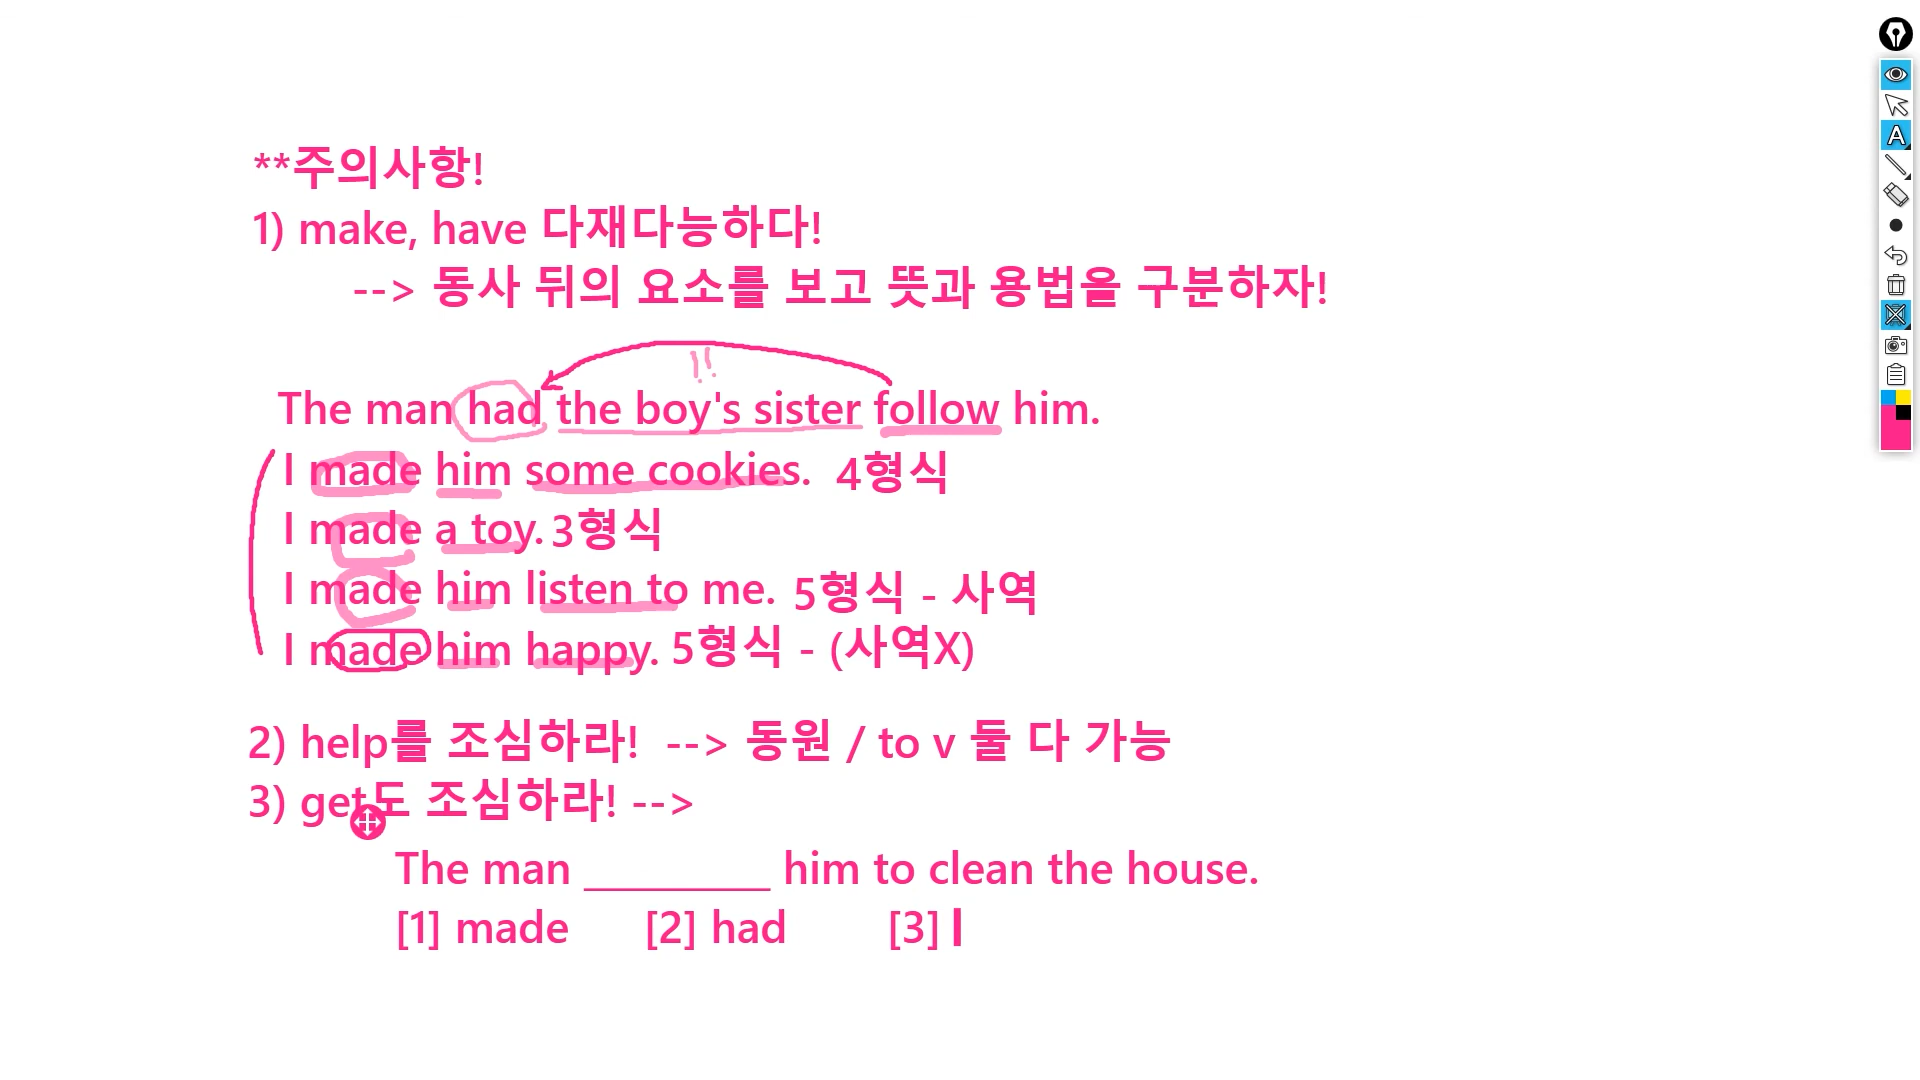 **주의사항!
1) make, have 다재다능하다!
--> 동사 뒤의 요소를 보고 뜻과 용법을 구분하자!
!!
The man had the boy's sister follow him.
I made him some cookies. 4형식
I made a toy. 3형식
I made him listen to me. 5형식 - 사역
I made him happy. 5형식 - (사역X)
2) help를 조심하라! --> 동원 / to v 둘 다 가능
3) get도 조심하라! -->
The man ________ him to clean the house.
[1] made [2] had [3]